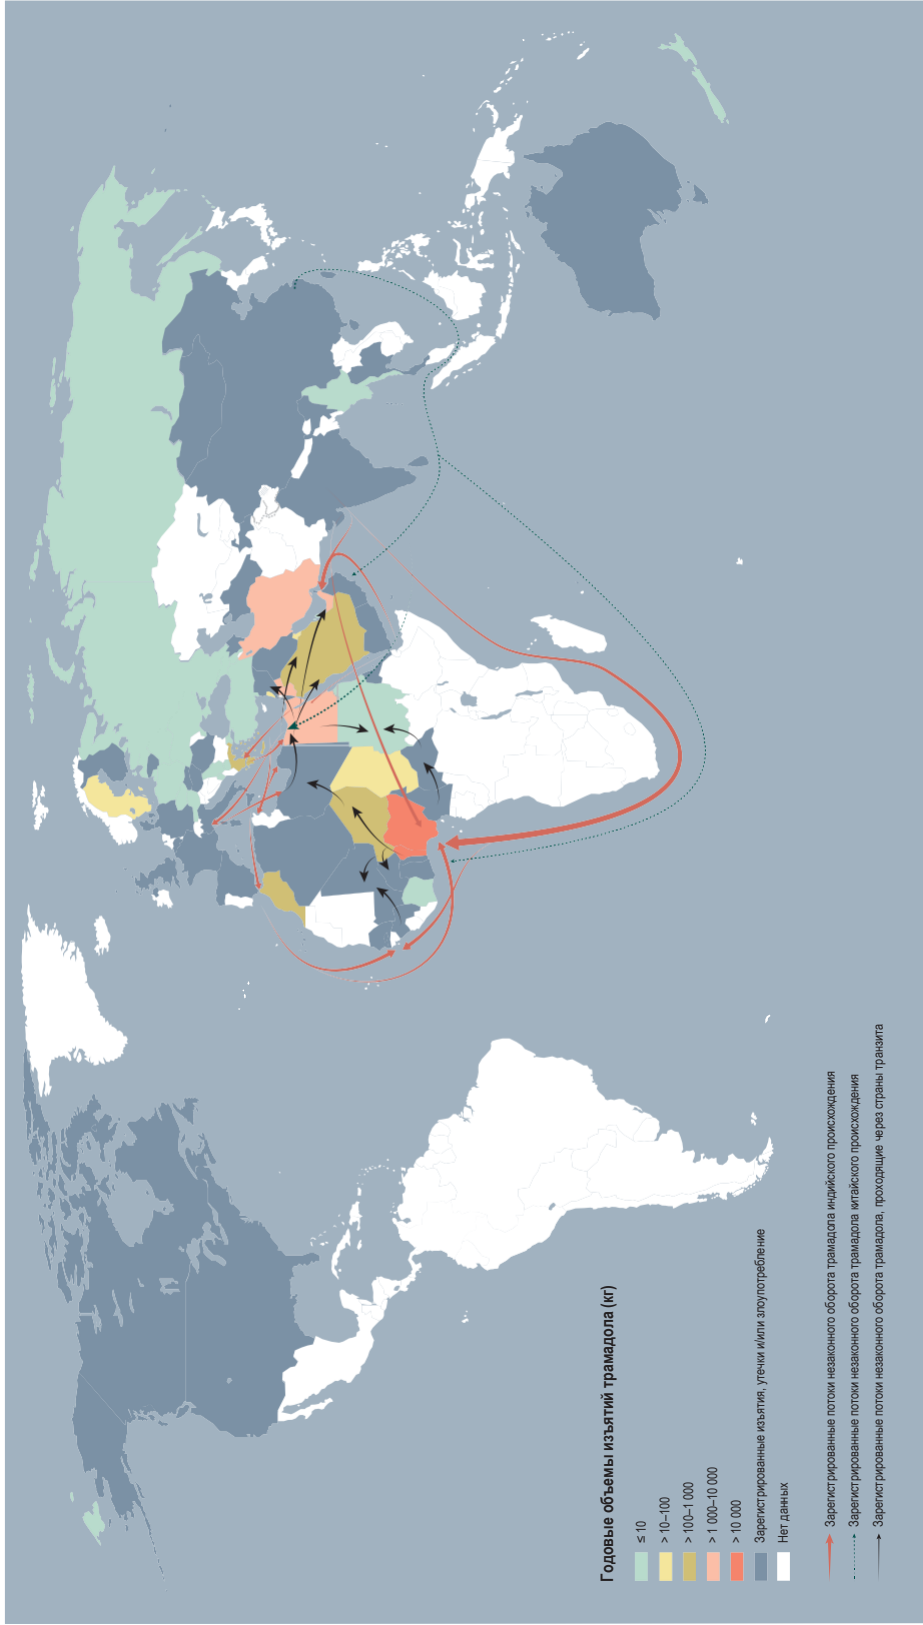 Годовые объемы изъятий трамадола (кг)
≤ 10
> 10–100
> 100–1 000
> 1 000–10 000
> 10 000
Зарегистрированные изъятия, утечки и/или злоупотребление
Нет данных
Зарегистрированные потоки незаконного оборота трамадола индийского происхождения
Зарегистрированные потоки незаконного оборота трамадола китайского происхождения
Зарегистрированные потоки незаконного оборота трамадола, проходящие через страны транзита